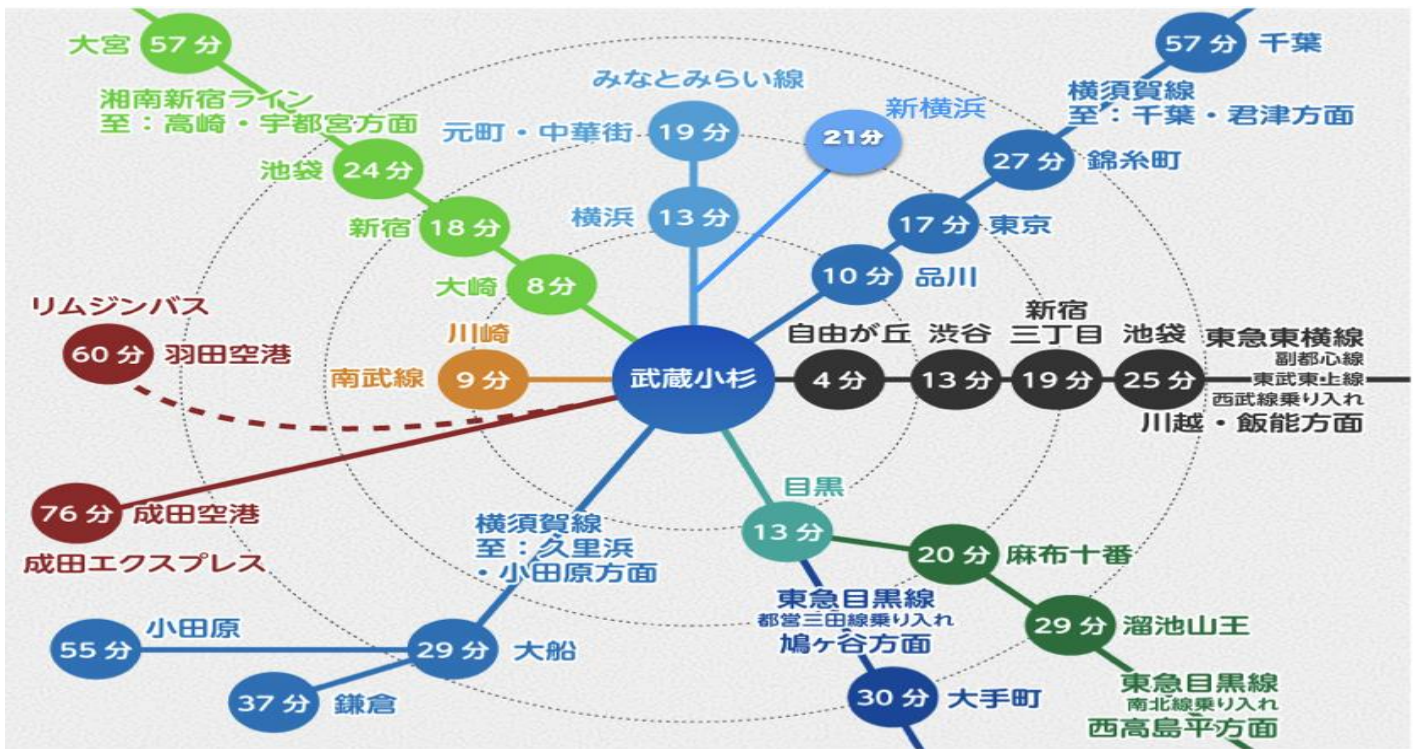 大宮 57分
湘南新宿ライン
至：高崎・宇都宮方面
池袋 24分
新宿 18分
大崎 8分
みなとみらい線
元町・中華街 19分
横浜 13分
新横浜
21分
57分 千葉
横須賀線
至：千葉・君津方面
27分 錦糸町
17分 東京
10分 品川
リムジンバス
60分 羽田空港
川崎
南武線 9分
武蔵小杉
自由が丘
4分
渋谷
13分
新宿
三丁目
19分
池袋
25分
東急東横線
副都心線
東武東上線
西武線乗り入れ
川越・飯能方面
76分 成田空港
成田エクスプレス
横須賀線
至：久里浜
・小田原方面
小田原
55分
29分 大船
37分 鎌倉
目黒
13分
20分 麻布十番
東急目黒線
都営三田線乗り入れ
鳩ヶ谷方面
29分 溜池山王
30分 大手町
東急目黒線
南北線乗り入れ
西高島平方面